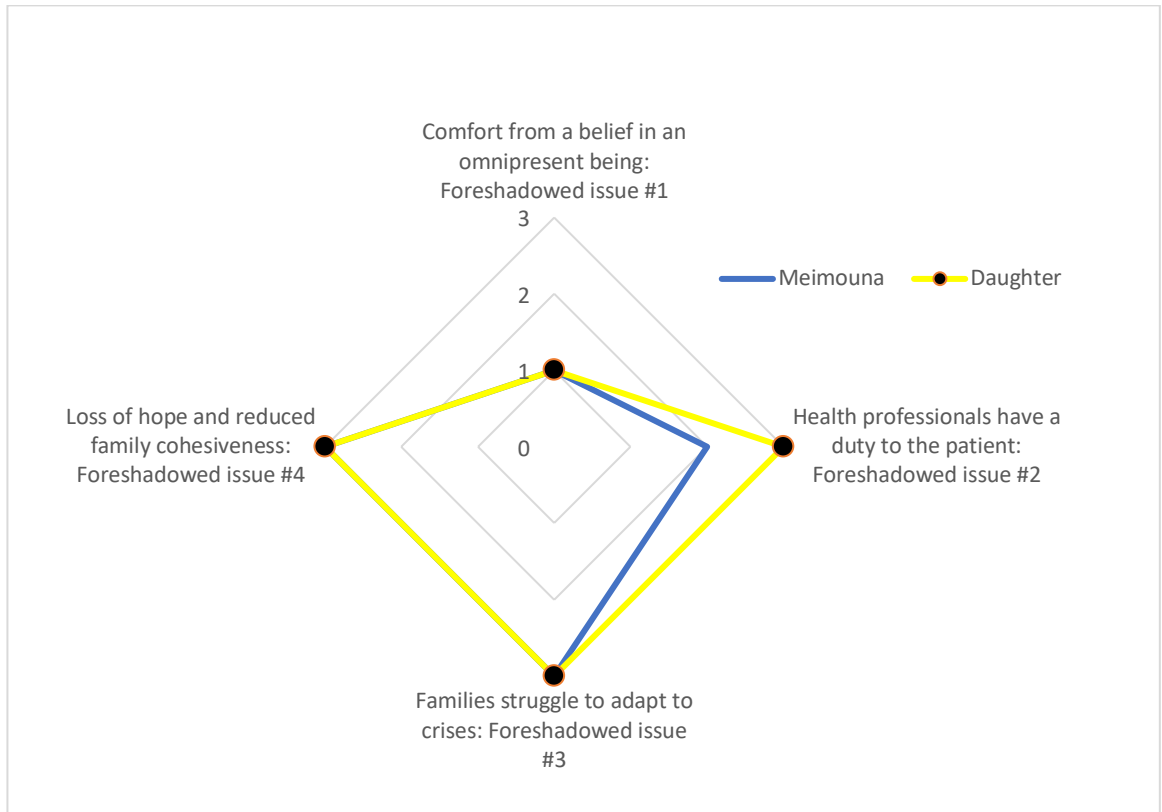 Comfort from a belief in an
omnipresent being:
Foreshadowed issue #1
3
2
1
0
Meimouna
Daughter
Health professionals have a
duty to the patient:
Foreshadowed issue #2
Loss of hope and reduced
family cohesiveness:
Foreshadowed issue #4
Families struggle to adapt to
crises: Foreshadowed issue
#3